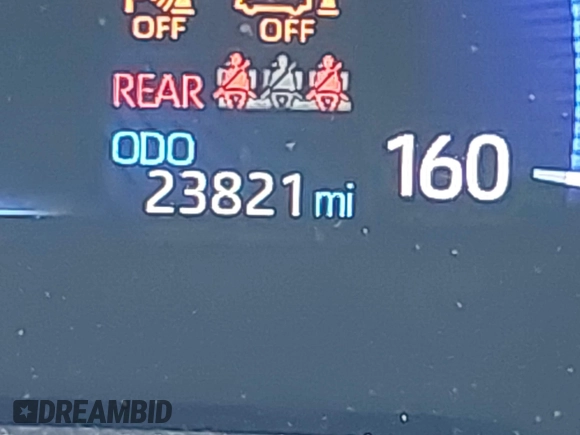 OFF OFF
REAR
ODO
23821 mi 160
DREAMBID